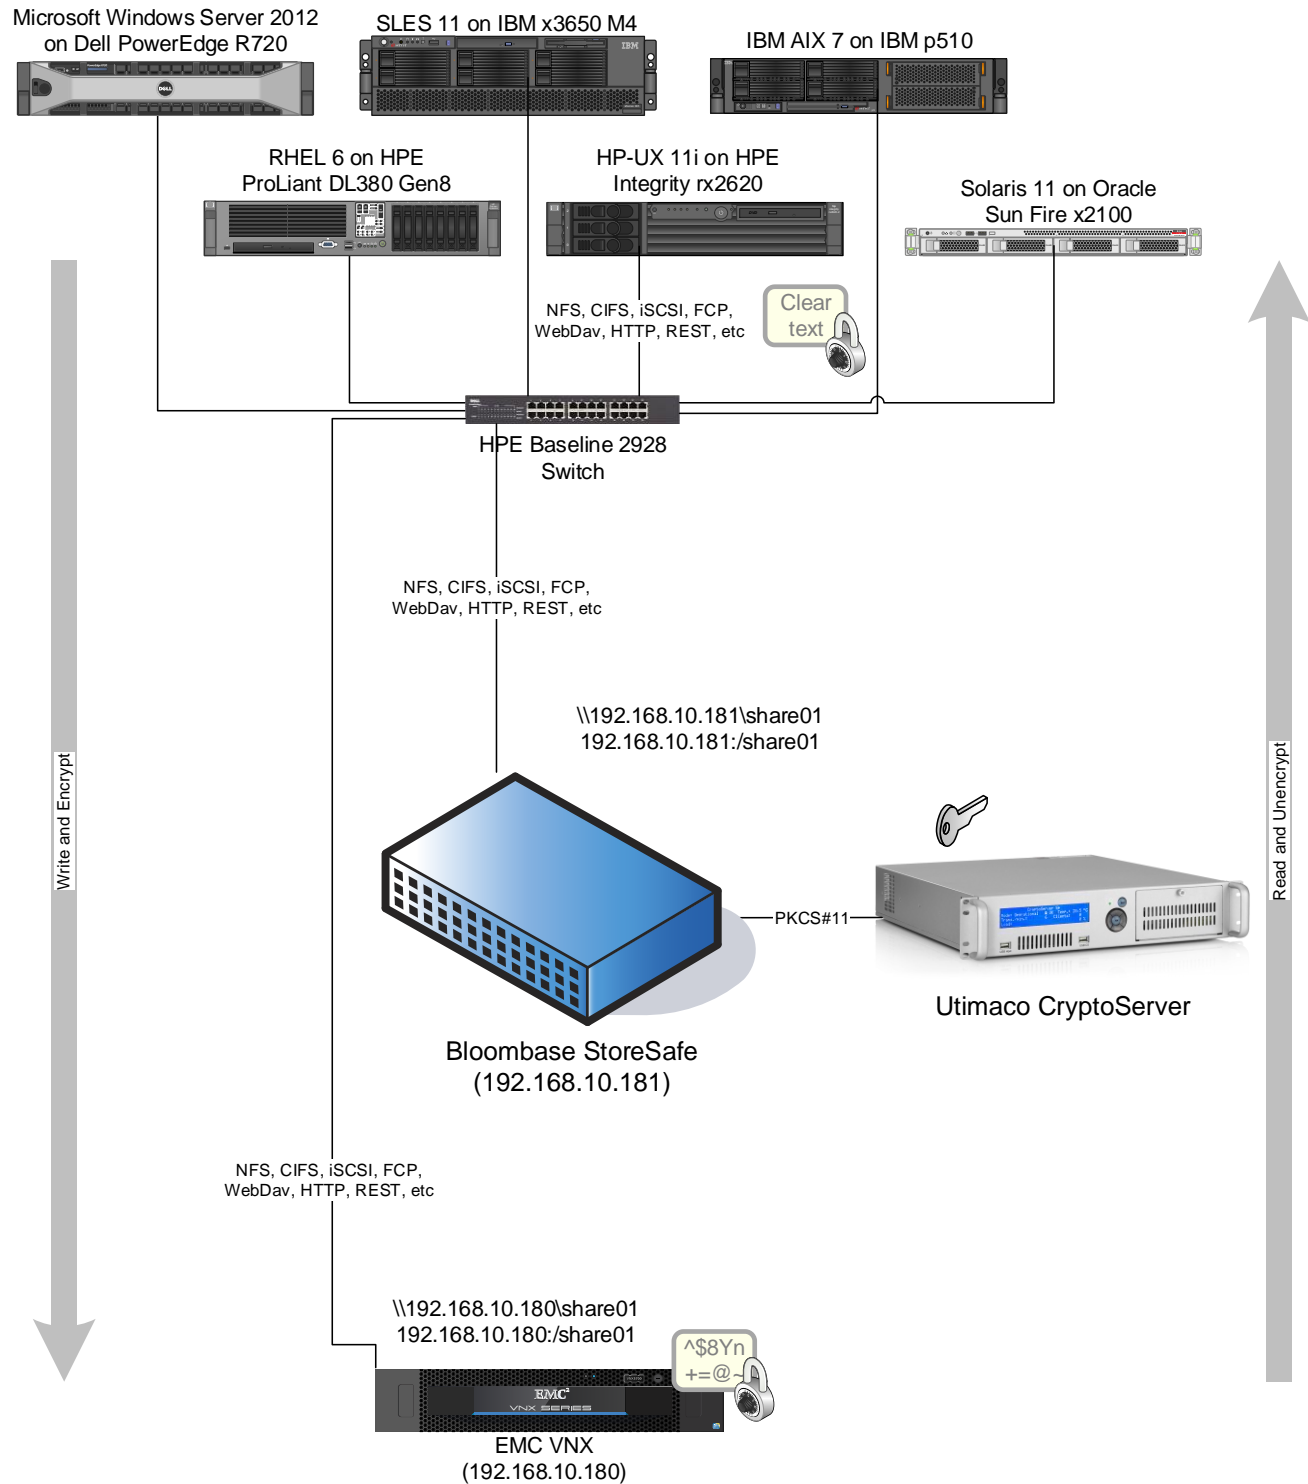 Microsoft Windows Server 2012
on Dell PowerEdge R720
SLES 11 on IBM x3650 M4
IBM AIX 7 on IBM p510
IBM
DELL
RHEL 6 on HPE
ProLiant DL380 Gen8
HP-UX 11i on HPE
Integrity rx2620
Solaris 11 on Oracle
Sun Fire x2100
NFS, CIFS, iSCSI, FCP,
WebDav, HTTP, REST, etc
Clear
text
HPE Baseline 2928
Switch
NFS, CIFS, iSCSI, FCP,
WebDav, HTTP, REST, etc
\\192.168.10.181\share01
192.168.10.181:/share01
Write and Encrypt
Read and Unencrypt
PKCS#11
Utimaco CryptoServer
Bloombase StoreSafe
(192.168.10.181)
NFS, CIFS, iSCSI, FCP,
WebDav, HTTP, REST, etc
\\192.168.10.180\share01
192.168.10.180:/share01
^$8Yn
+=@~
EMC²
VNX SERIES
EMC VNX
(192.168.10.180)